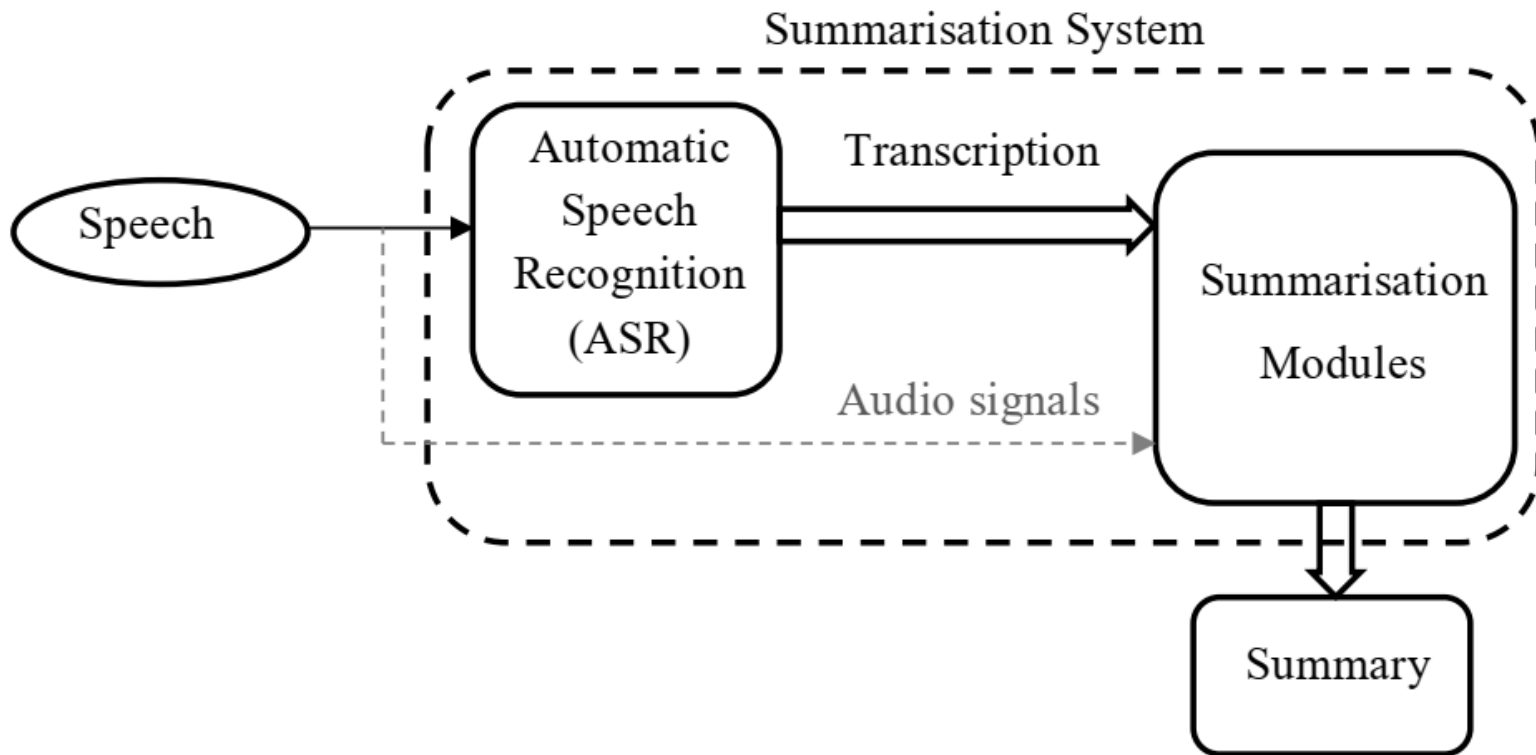 Summarisation System
Speech
Automatic
Speech
Recognition
(ASR)
Transcription
Audio signals
Summarisation
Modules
Summary